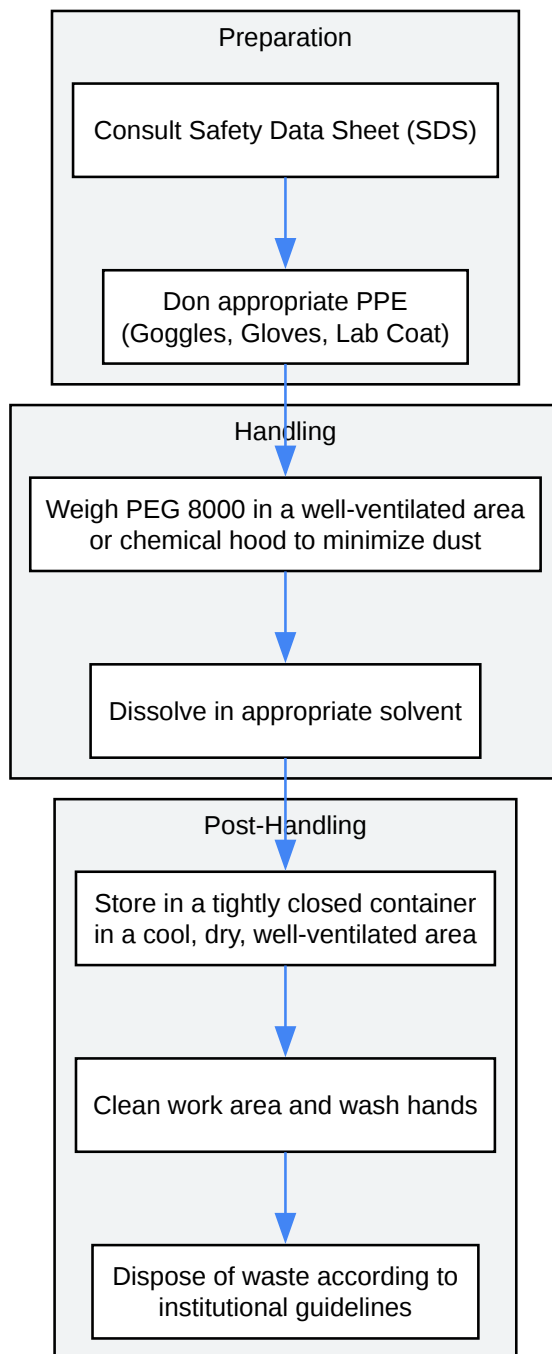 Preparation
Consult Safety Data Sheet (SDS)
Don appropriate PPE
(Goggles, Gloves, Lab Coat)
Handling
Weigh PEG 8000 in a well-ventilated area
or chemical hood to minimize dust
Dissolve in appropriate solvent
Post-Handling
Store in a tightly closed container
in a cool, dry, well-ventilated area
Clean work area and wash hands
Dispose of waste according to
institutional guidelines